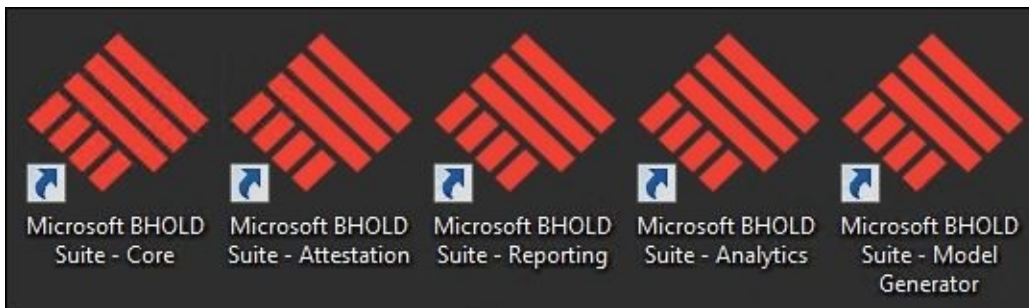 Microsoft BHOLD
Suite - Core
Microsoft BHOLD
Suite - Attestation
Microsoft BHOLD
Suite - Reporting
Microsoft BHOLD
Suite - Analytics
Microsoft BHOLD
Suite - Model
Generator